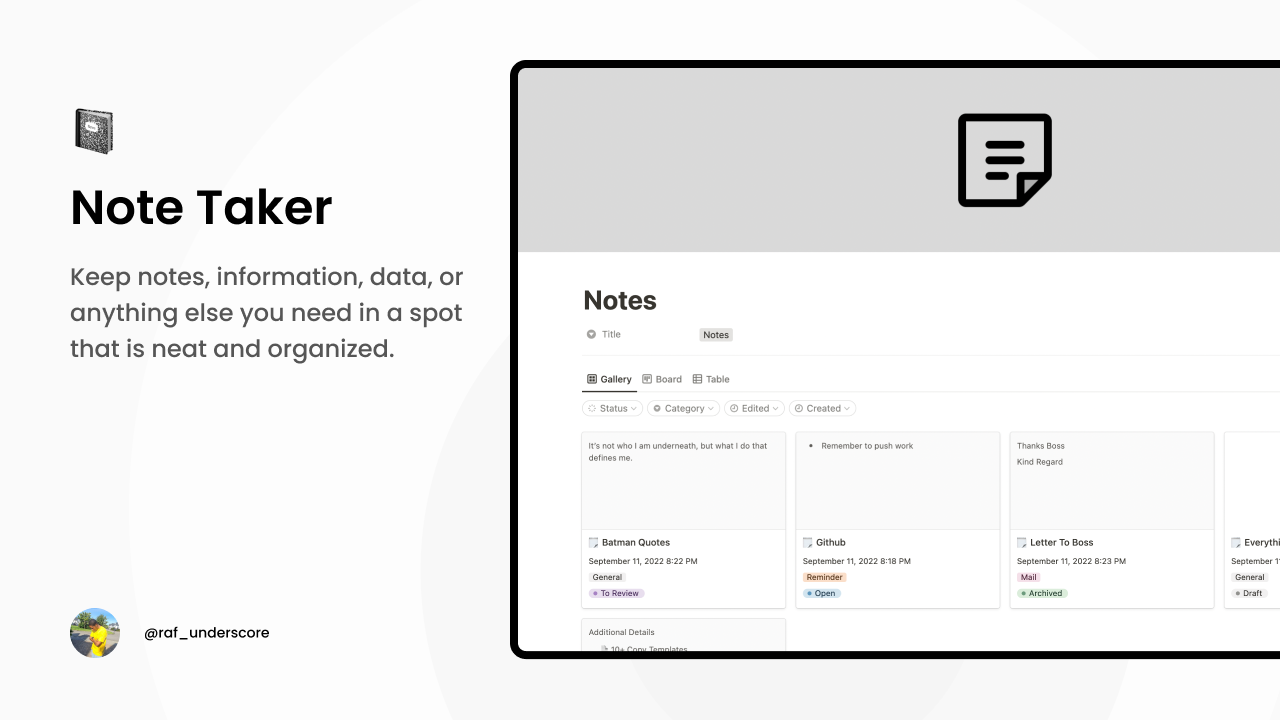 Note Taker
Keep notes, information, data, or
anything else you need in a spot
that is neat and organized.
@raf_underscore
Notes
Title Notes
Gallery Board Table
Status Category Edited Created
It's not who I am underneath, but what I do that
defines me.
Batman Quotes
September 11, 2022 8:22 PM
General
To Review
• Remember to push work
Github
September 11, 2022 8:18 PM
Reminder
Open
Thanks Boss
Kind Regard
Letter To Boss
September 11, 2022 8:23 PM
Mail
Archived
Everythi
September 1
General
Draft
Additional Details
10+ Copy Templates